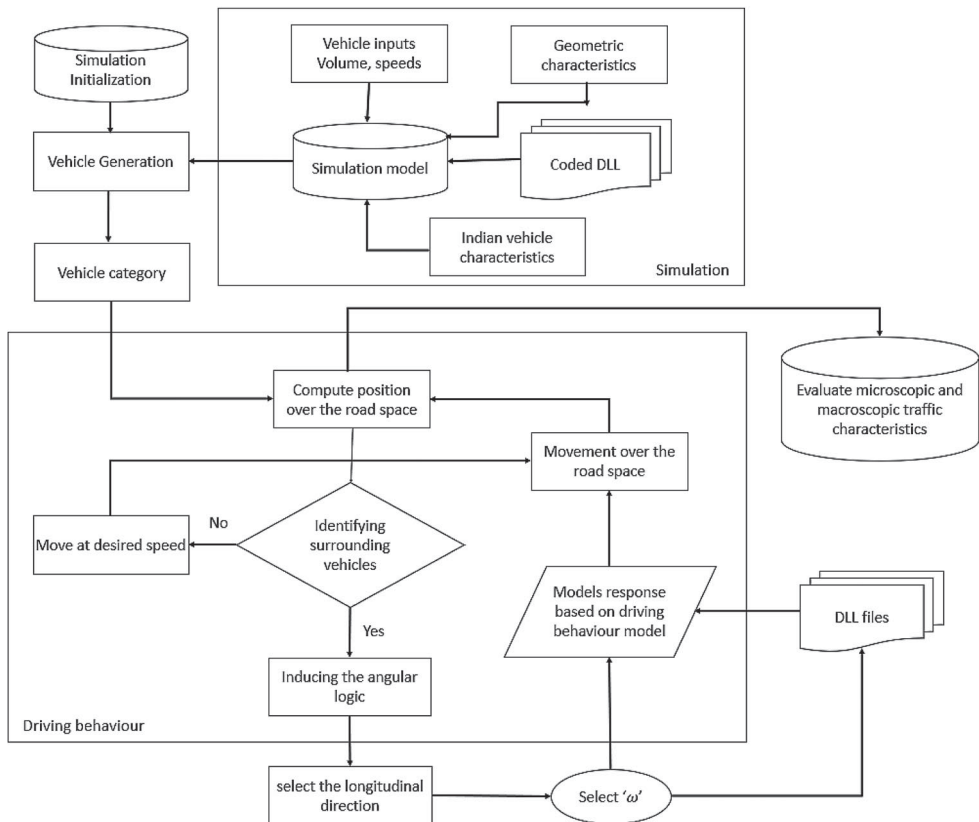 Simulation
Initialization
Vehicle inputs
Volume, speeds
Geometric
characteristics
Vehicle Generation
Simulation model
Coded DLL
Indian vehicle
characteristics
Simulation
Vehicle category
Compute position
over the road space
Evaluate microscopic and
macroscopic traffic
characteristics
Movement over the
road space
No
Move at desired speed
Identifying
surrounding
vehicles
Models response
based on driving
behaviour model
DLL files
Yes
Inducing the angular
logic
Driving behaviour
select the longitudinal
direction
Select ‘ω’